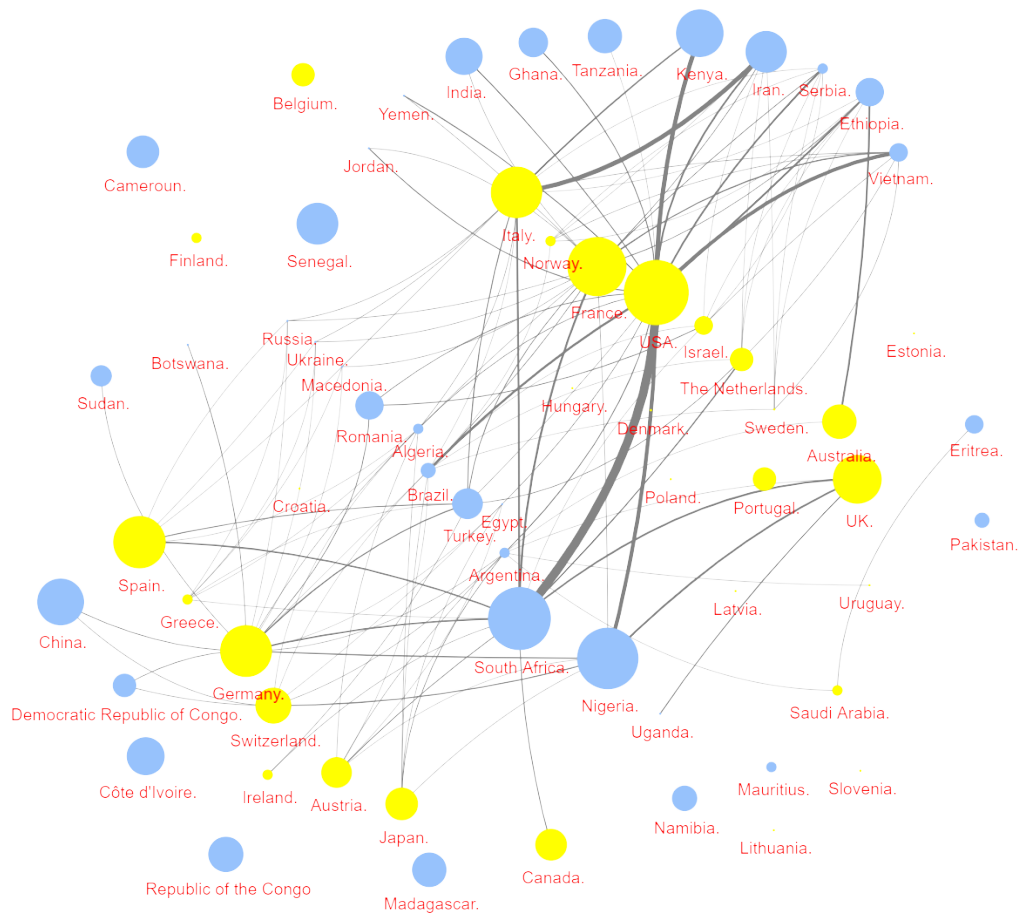 Kenya.
Tanzania.
Ghana.
India.
Iran.
Serbia.
Belgium.
Yemen.
Ethiopia.
Jordan.
Vietnam.
Cameroun.
Italy.
Finland.
Senegal.
Norway.
France.
USA.
Russia.
Israel.
Estonia.
Ukraine.
Botswana.
Macedonia.
The Netherlands.
Sudan.
Hungary.
Denmark.
Sweden.
Romania.
Algeria.
Australia.
Eritrea.
Brazil.
Poland.
Croatia.
Portugal.
Egypt.
UK.
Turkey.
Pakistan.
Argentina.
Spain.
Uruguay.
Latvia.
Greece.
China.
South Africa.
Germany.
Nigeria.
Democratic Republic of Congo.
Saudi Arabia.
Uganda.
Switzerland.
Côte d'Ivoire.
Ireland.
Mauritius.
Slovenia.
Austria.
Namibia.
Japan.
Lithuania.
Canada.
Republic of the Congo
Madagascar.